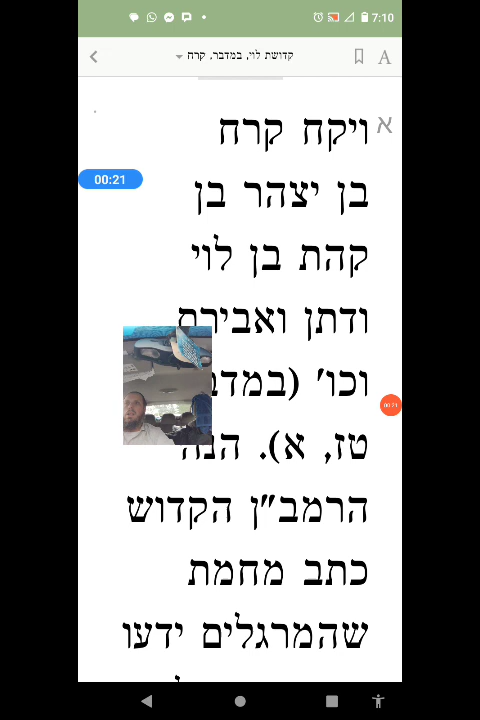 7:10
קדושת לוי, במדבר, קרח
A
א
ויקח קרח
00:21
בן יצהר בן
קהת בן לוי
ודתן ואבירם
וכו' (במדבר
טז, א). הנה
הרמב"ן הקדוש
כתב מחמת
שהמרגלים ידעו